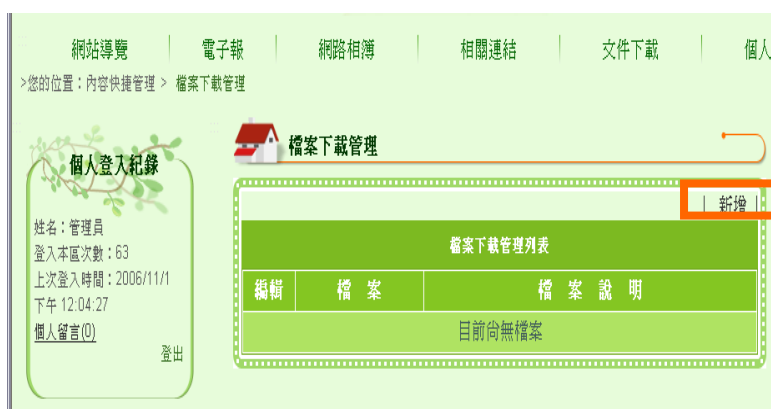 網站導覽 | 電子報 | 網路相簿 | 相關連結 | 文件下載 | 個人
>您的位置：內容快捷管理 > 檔案下載管理
個人登入紀錄
姓名：管理員
登入本區次數：63
上次登入時間：2006/11/1
下午 12:04:27
個人留言(0)
登出
檔案下載管理
| 新增 |
檔案下載管理列表
編輯 檔 案 檔 案 說 明
目前尚無檔案